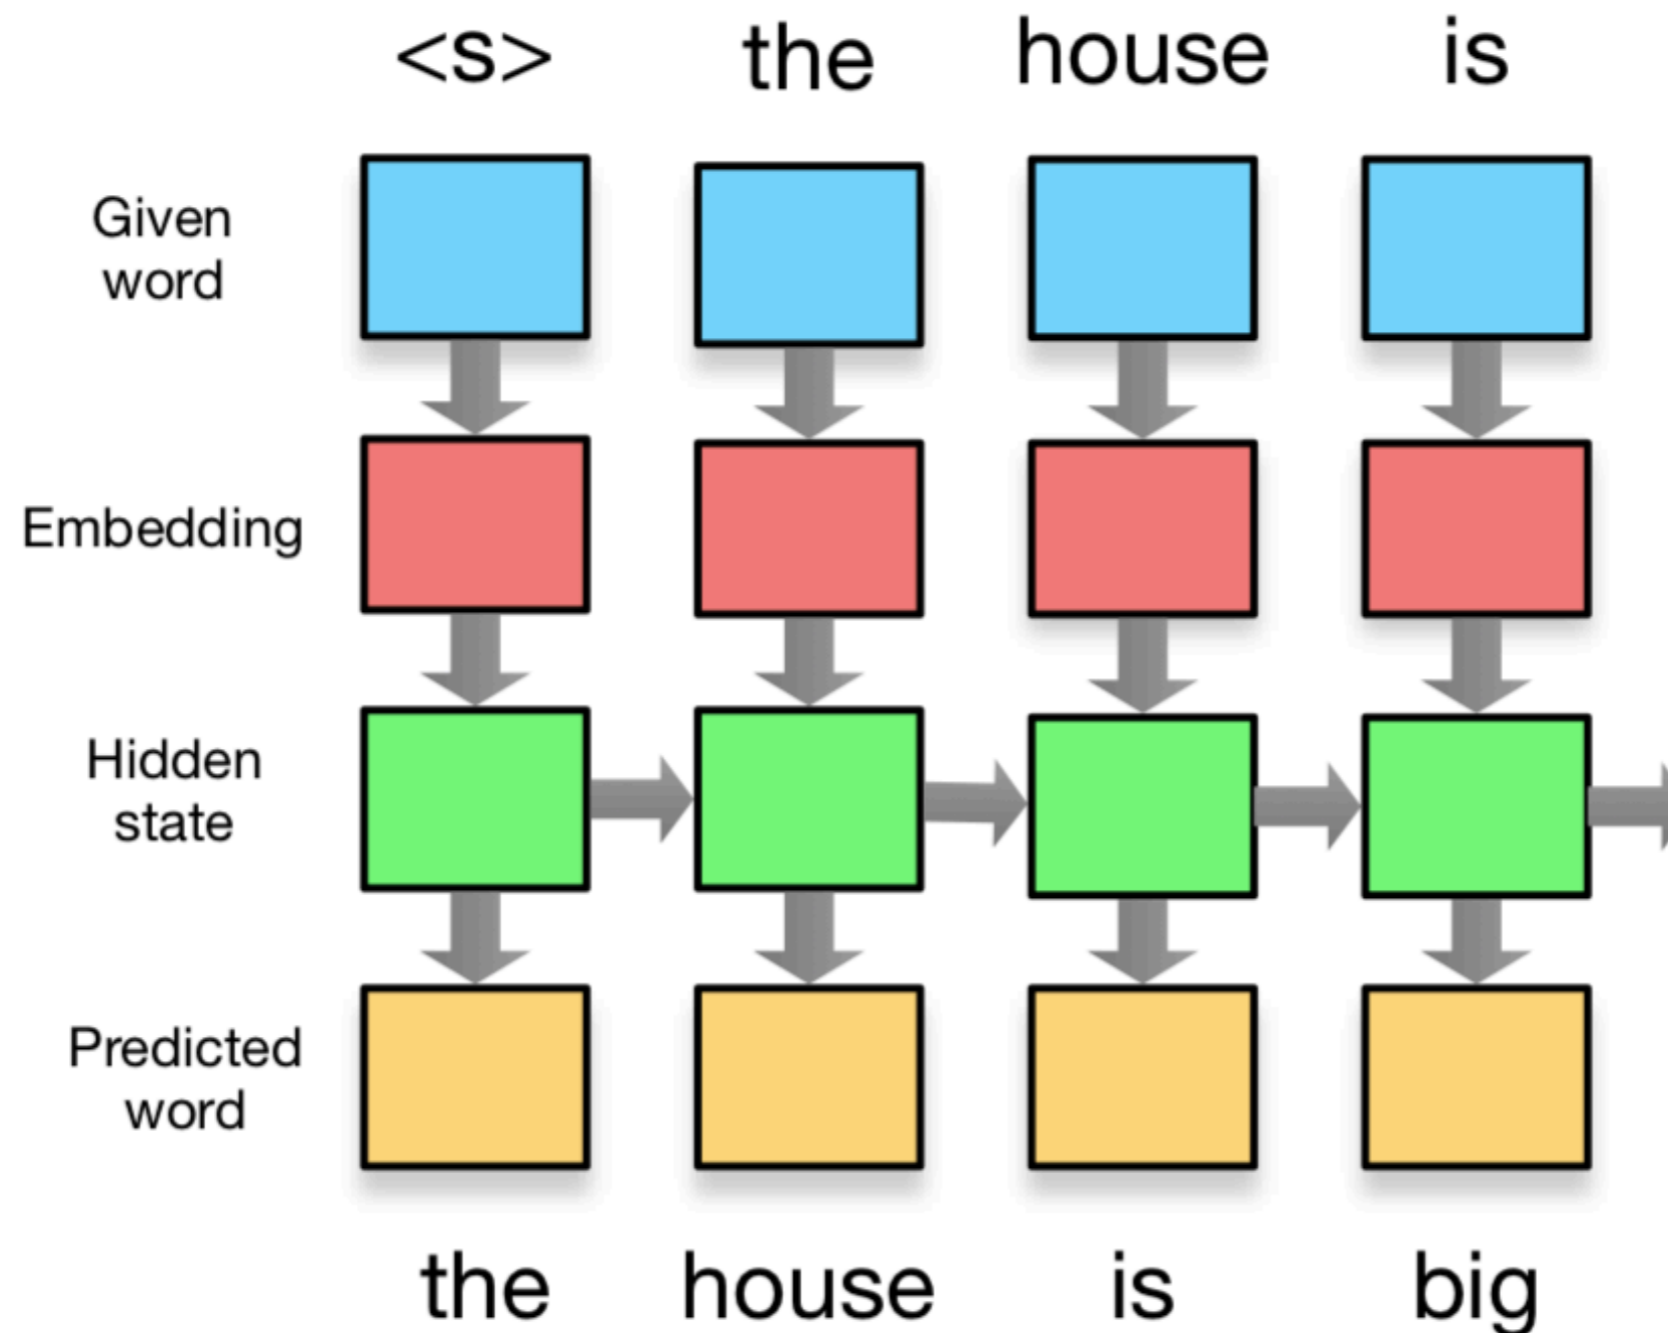 <s> the house is
Given
word
Embedding
Hidden
state
Predicted
word
the house is big